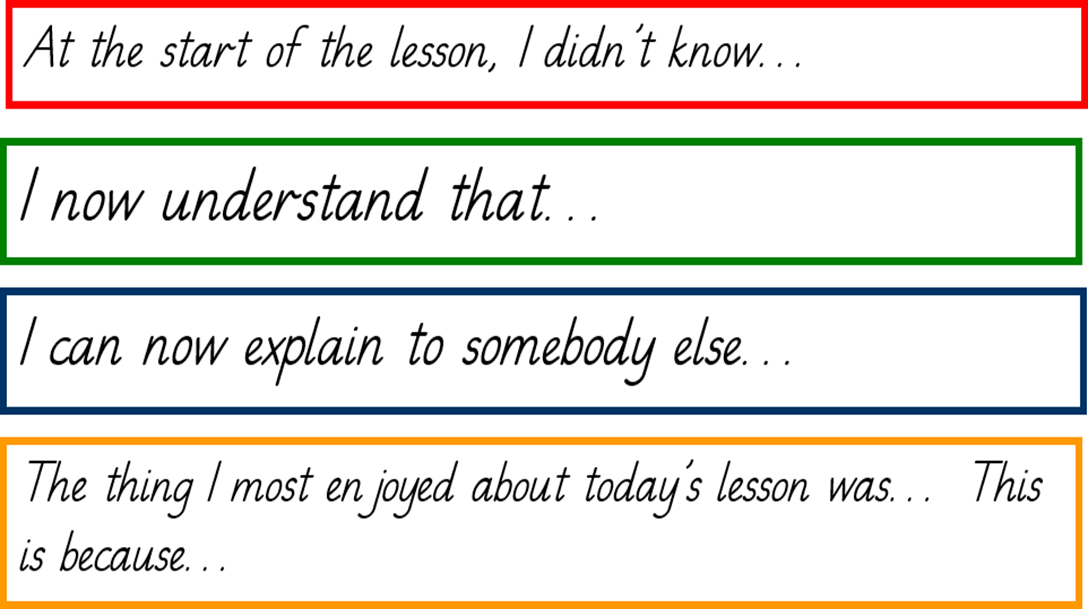 At the start of the lesson, I didn't know...
I now understand that...
I can now explain to somebody else...
The thing I most enjoyed about today's lesson was... This
is because...